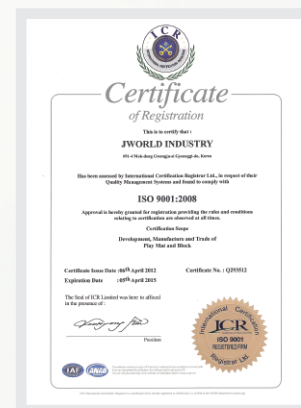 ICR
Certificate
of Registration
This is to certify that :
JWORLD INDUSTRY
Has been assessed by International Certification Registrar Ltd., in respect of their
Quality Management Systems and found to comply with
ISO 9001:2008
Approval is hereby granted for registration providing the rules and conditions
relating to certification are observed at all times.
Certification Scope
Development, Manufacture and Trade of
Play Mat and Block
Certificate Issue Date : 06th April 2012
Certificate No. : Q293512
Expiration Date : 05th April 2015
The Seal of ICR Limited was here to affixed
in the presence of :
President
International Certification
ICR
ISO 9001
REGISTERED FIRM
Registrar Ltd.
IAF